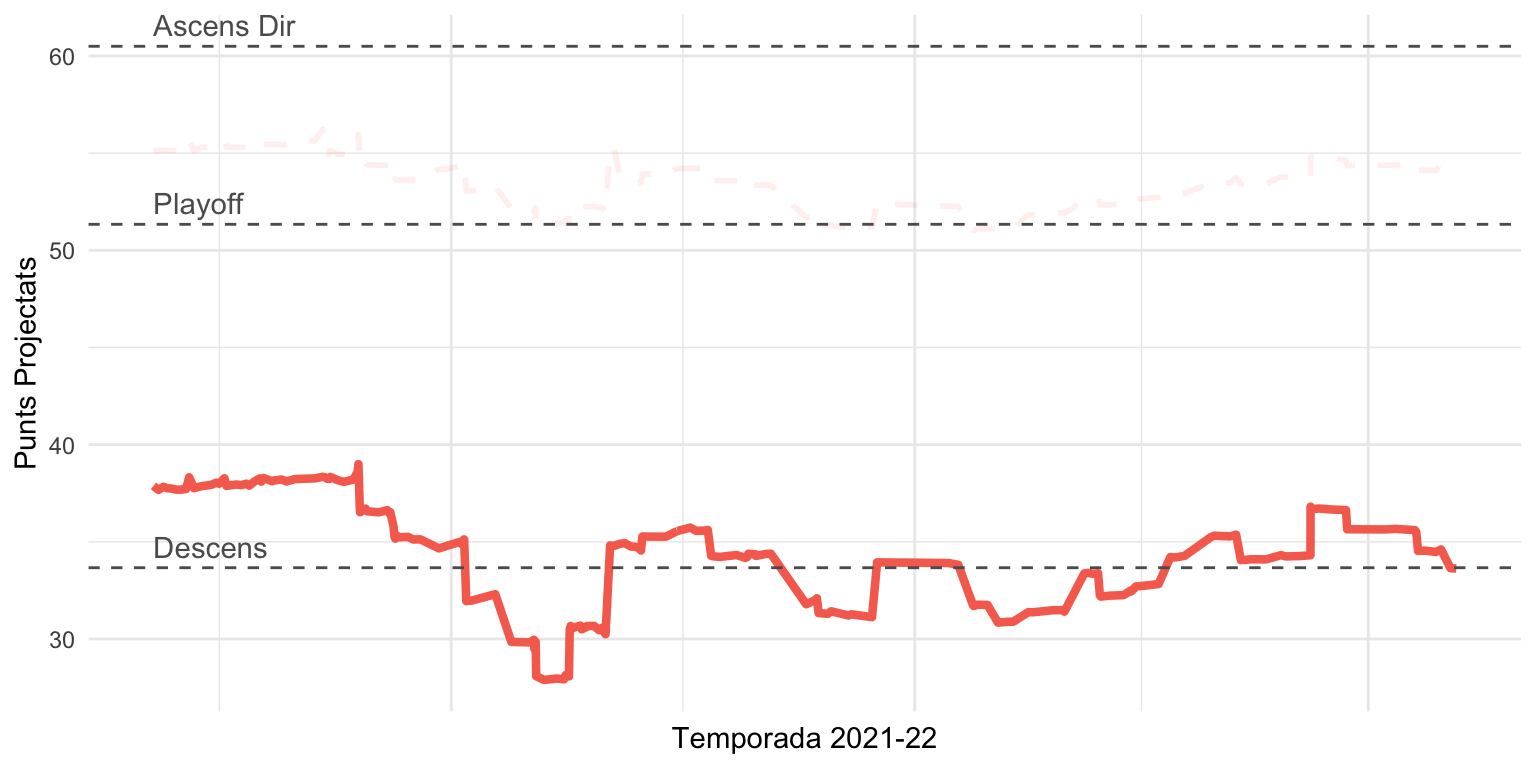 Ascens Dir
60
Playoff
50
Punts Projectats
40
Descens
30
Temporada 2021-22